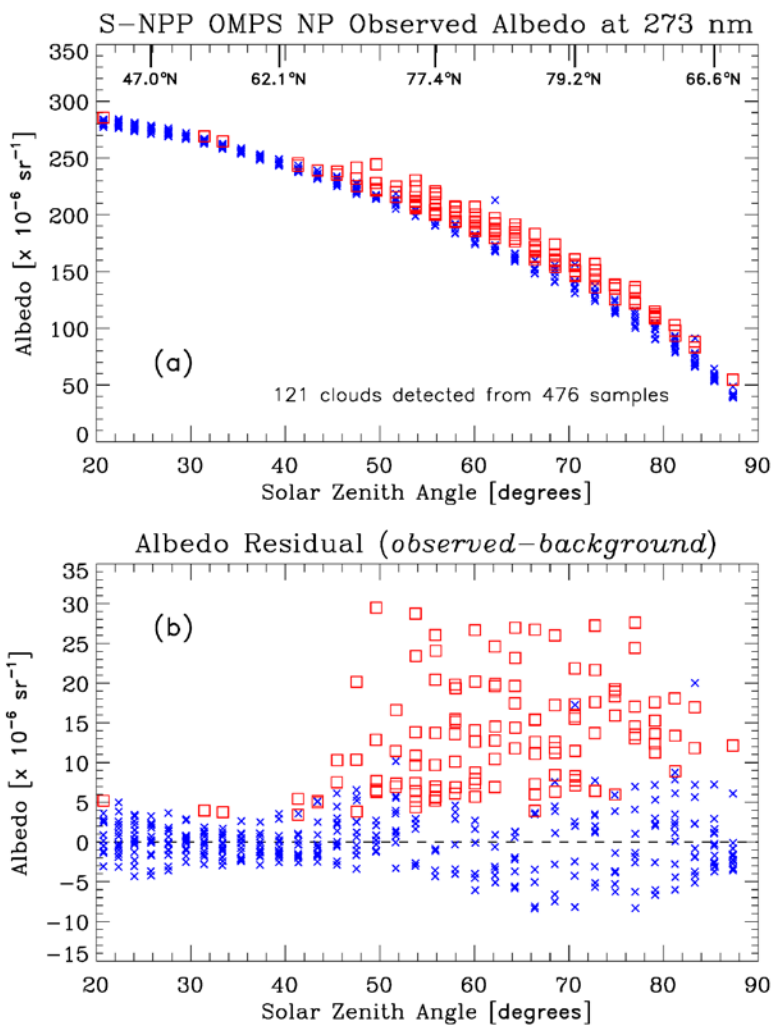 S-NPP OMPS NP Observed Albedo at 273 nm
47.0°N 62.1°N 77.4°N 79.2°N 66.6°N
350
300
250
200
150
100
50
0
Albedo [x 10⁻⁶ sr⁻¹]
(a)
121 clouds detected from 476 samples
20 30 40 50 60 70 80 90
Solar Zenith Angle [degrees]
Albedo Residual (observed-background)
35
30
25
20
15
10
5
0
-5
-10
-15
Albedo [x 10⁻⁶ sr⁻¹]
(b)
20 30 40 50 60 70 80 90
Solar Zenith Angle [degrees]